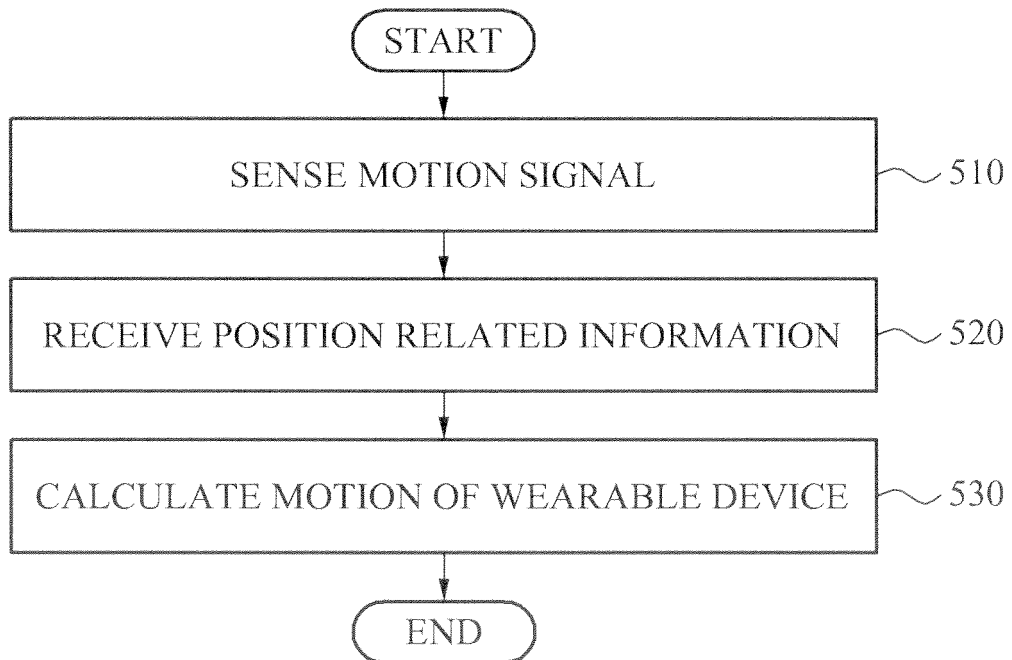 START
SENSE MOTION SIGNAL
510
RECEIVE POSITION RELATED INFORMATION
520
CALCULATE MOTION OF WEARABLE DEVICE
530
END